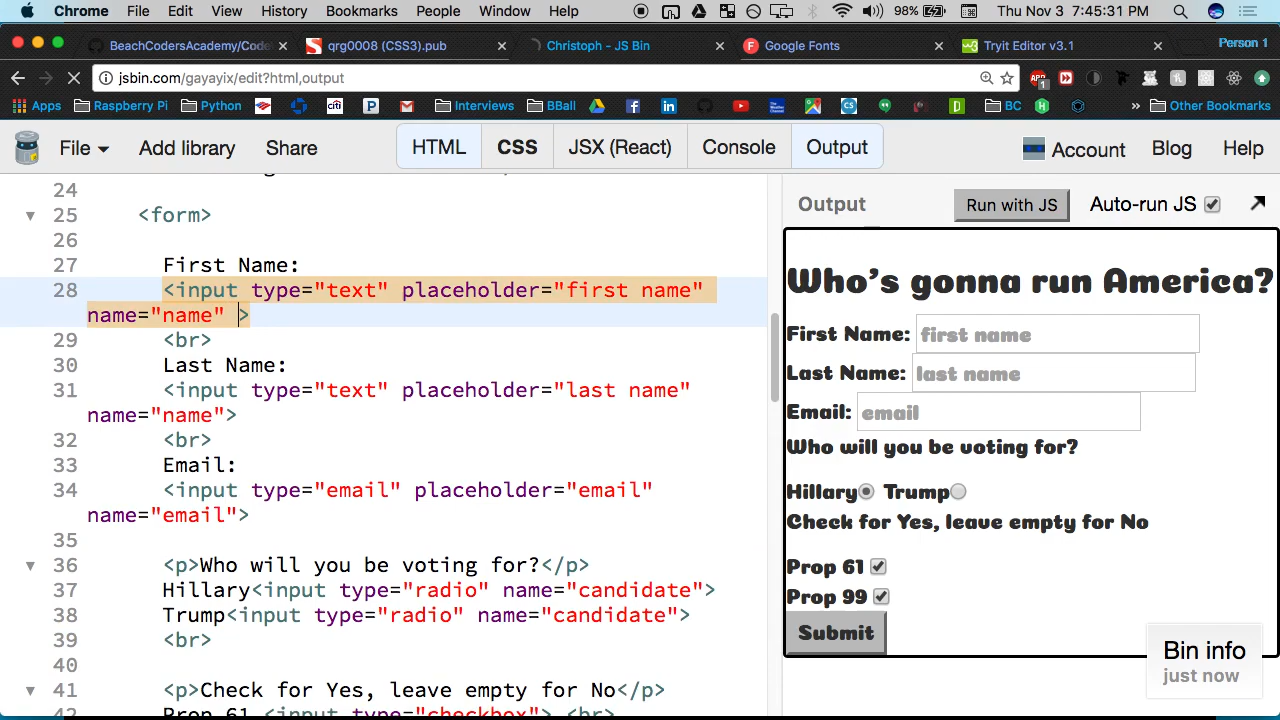 Chrome File Edit View History Bookmarks People Window Help 98% Thu Nov 3 7:45:31 PM
BeachCodersAcademy/Code × qrg0008 (CSS3).pub × Christoph - JS Bin × Google Fonts × Tryit Editor v3.1 × Person 1
jsbin.com/gayayix/edit?html,output
Apps Raspberry Pi Python citi Interviews BBall BC » Other Bookmarks
File Add library Share HTML CSS JSX (React) Console Output Account Blog Help
24
25 <form>
26
27 First Name:
28 <input type="text" placeholder="first name"
name="name" >
29 <br>
30 Last Name:
31 <input type="text" placeholder="last name"
name="name">
32 <br>
33 Email:
34 <input type="email" placeholder="email"
name="email">
35
36 <p>Who will you be voting for?</p>
37 Hillary<input type="radio" name="candidate">
38 Trump<input type="radio" name="candidate">
39 <br>
40
41 <p>Check for Yes, leave empty for No</p>
42 Prop 61 <input type="checkbox"> <br>
Output Run with JS Auto-run JS
Who's gonna run America?
First Name: first name
Last Name: last name
Email: email
Who will you be voting for?
Hillary Trump
Check for Yes, leave empty for No
Prop 61
Prop 99
Submit
Bin info
just now